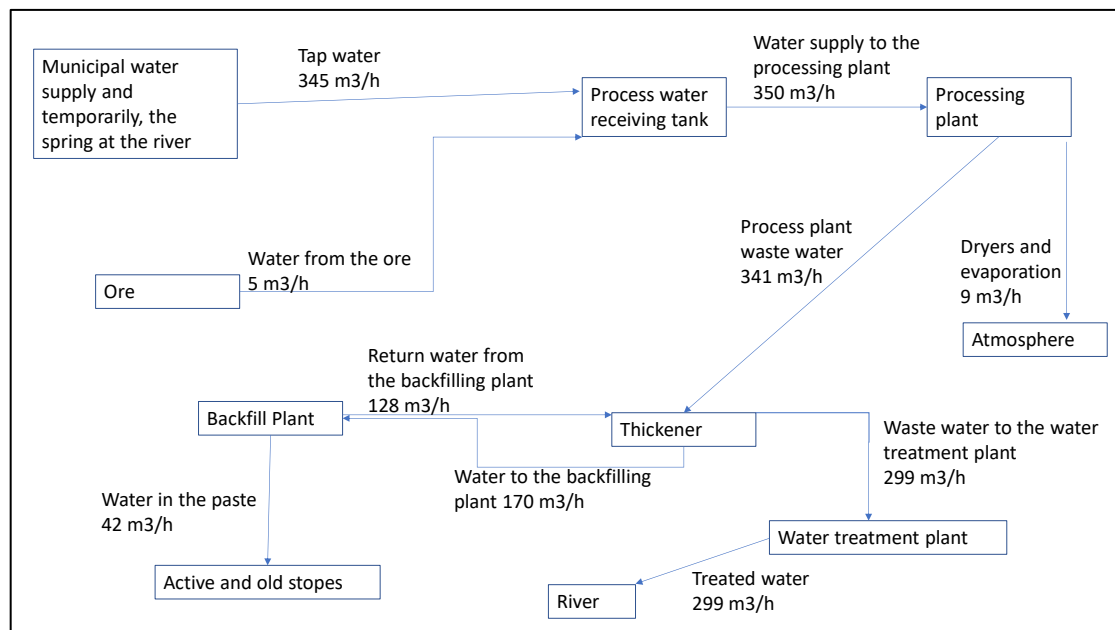 Municipal water
supply and
temporarily, the
spring at the river
Tap water
345 m3/h
Process water
receiving tank
Water supply to the
processing plant
350 m3/h
Processing
plant
Ore
Water from the ore
5 m3/h
Process plant
waste water
341 m3/h
Dryers and
evaporation
9 m3/h
Atmosphere
Return water from
the backfilling plant
128 m3/h
Backfill Plant
Thickener
Water to the backfilling
plant 170 m3/h
Waste water to the water
treatment plant
299 m3/h
Water in the paste
42 m3/h
Water treatment plant
Active and old stopes
Treated water
299 m3/h
River